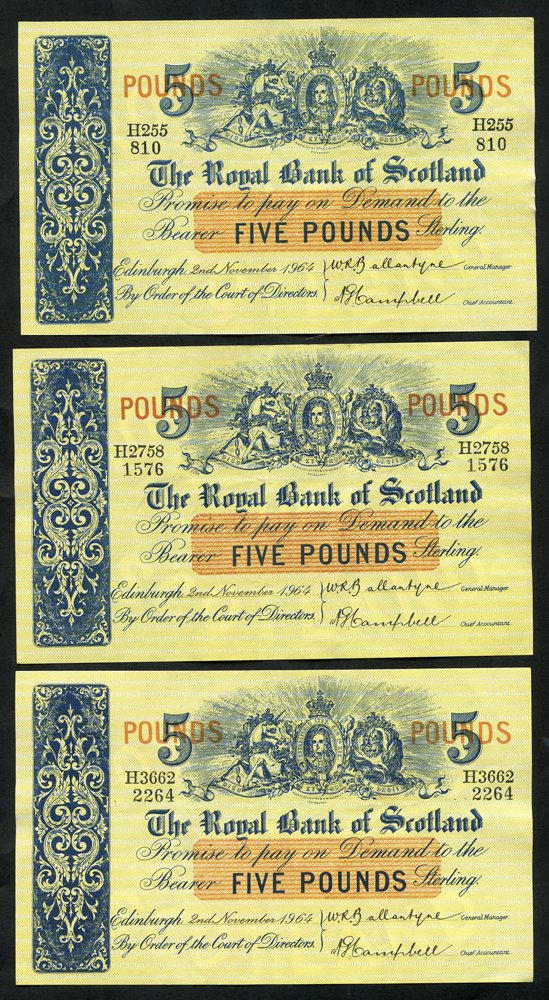 POUNDS 5 POUNDS 5
H255 H255
810 810
The Royal Bank of Scotland
Promise to pay on Demand to the
Bearer FIVE POUNDS Sterling.
Edinburgh 2nd November 1964 W.R.Ballantyne General Manager
By Order of the Court of Directors. A.G.Campbell Chief Accountant
POUNDS 5 POUNDS 5
H2758 H2758
1576 1576
The Royal Bank of Scotland
Promise to pay on Demand to the
Bearer FIVE POUNDS Sterling.
Edinburgh 2nd November 1964 W.R.Ballantyne General Manager
By Order of the Court of Directors. A.G.Campbell Chief Accountant
POUNDS 5 POUNDS 5
H3662 H3662
2264 2264
The Royal Bank of Scotland
Promise to pay on Demand to the
Bearer FIVE POUNDS Sterling.
Edinburgh 2nd November 1964 W.R.Ballantyne General Manager
By Order of the Court of Directors. A.G.Campbell Chief Accountant